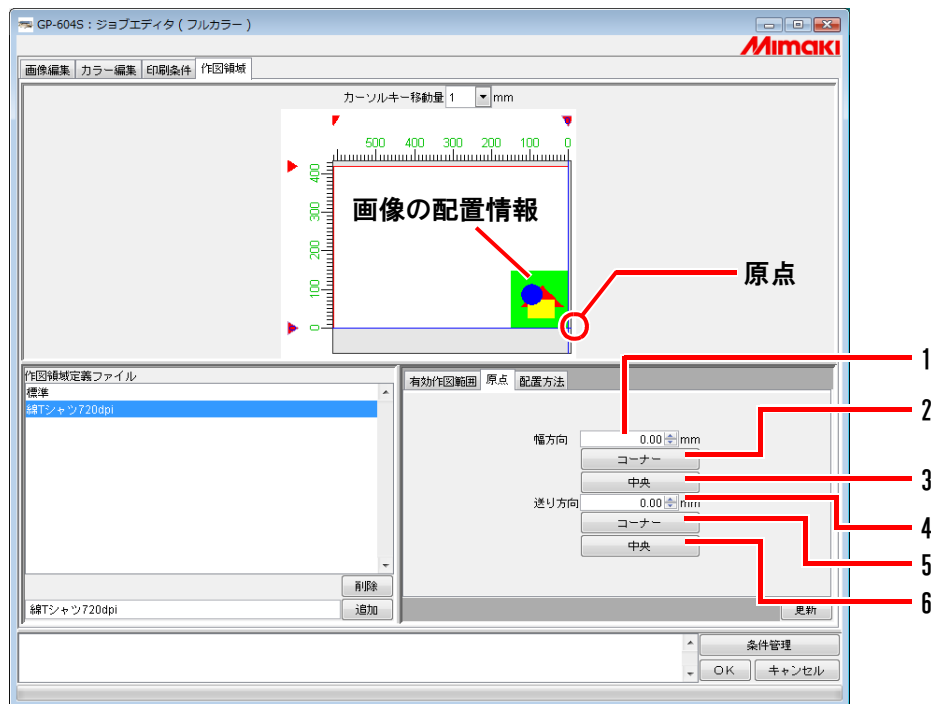 GP-604S：ジョブエディタ ( フルカラー )
Mimaki
画像編集 カラー編集 印刷条件 作図領域
カーソルキー移動量 1 mm
500 400 300 200 100 0
400
300
200
100
0
画像の配置情報
原点
作図領域定義ファイル
標準
綿Tシャツ720dpi
削除
綿Tシャツ720dpi 追加
有効作図範囲 原点 配置方法
幅方向 0.00 mm
コーナー
中央
送り方向 0.00 mm
コーナー
中央
更新
1
2
3
4
5
6
条件管理
OK キャンセル